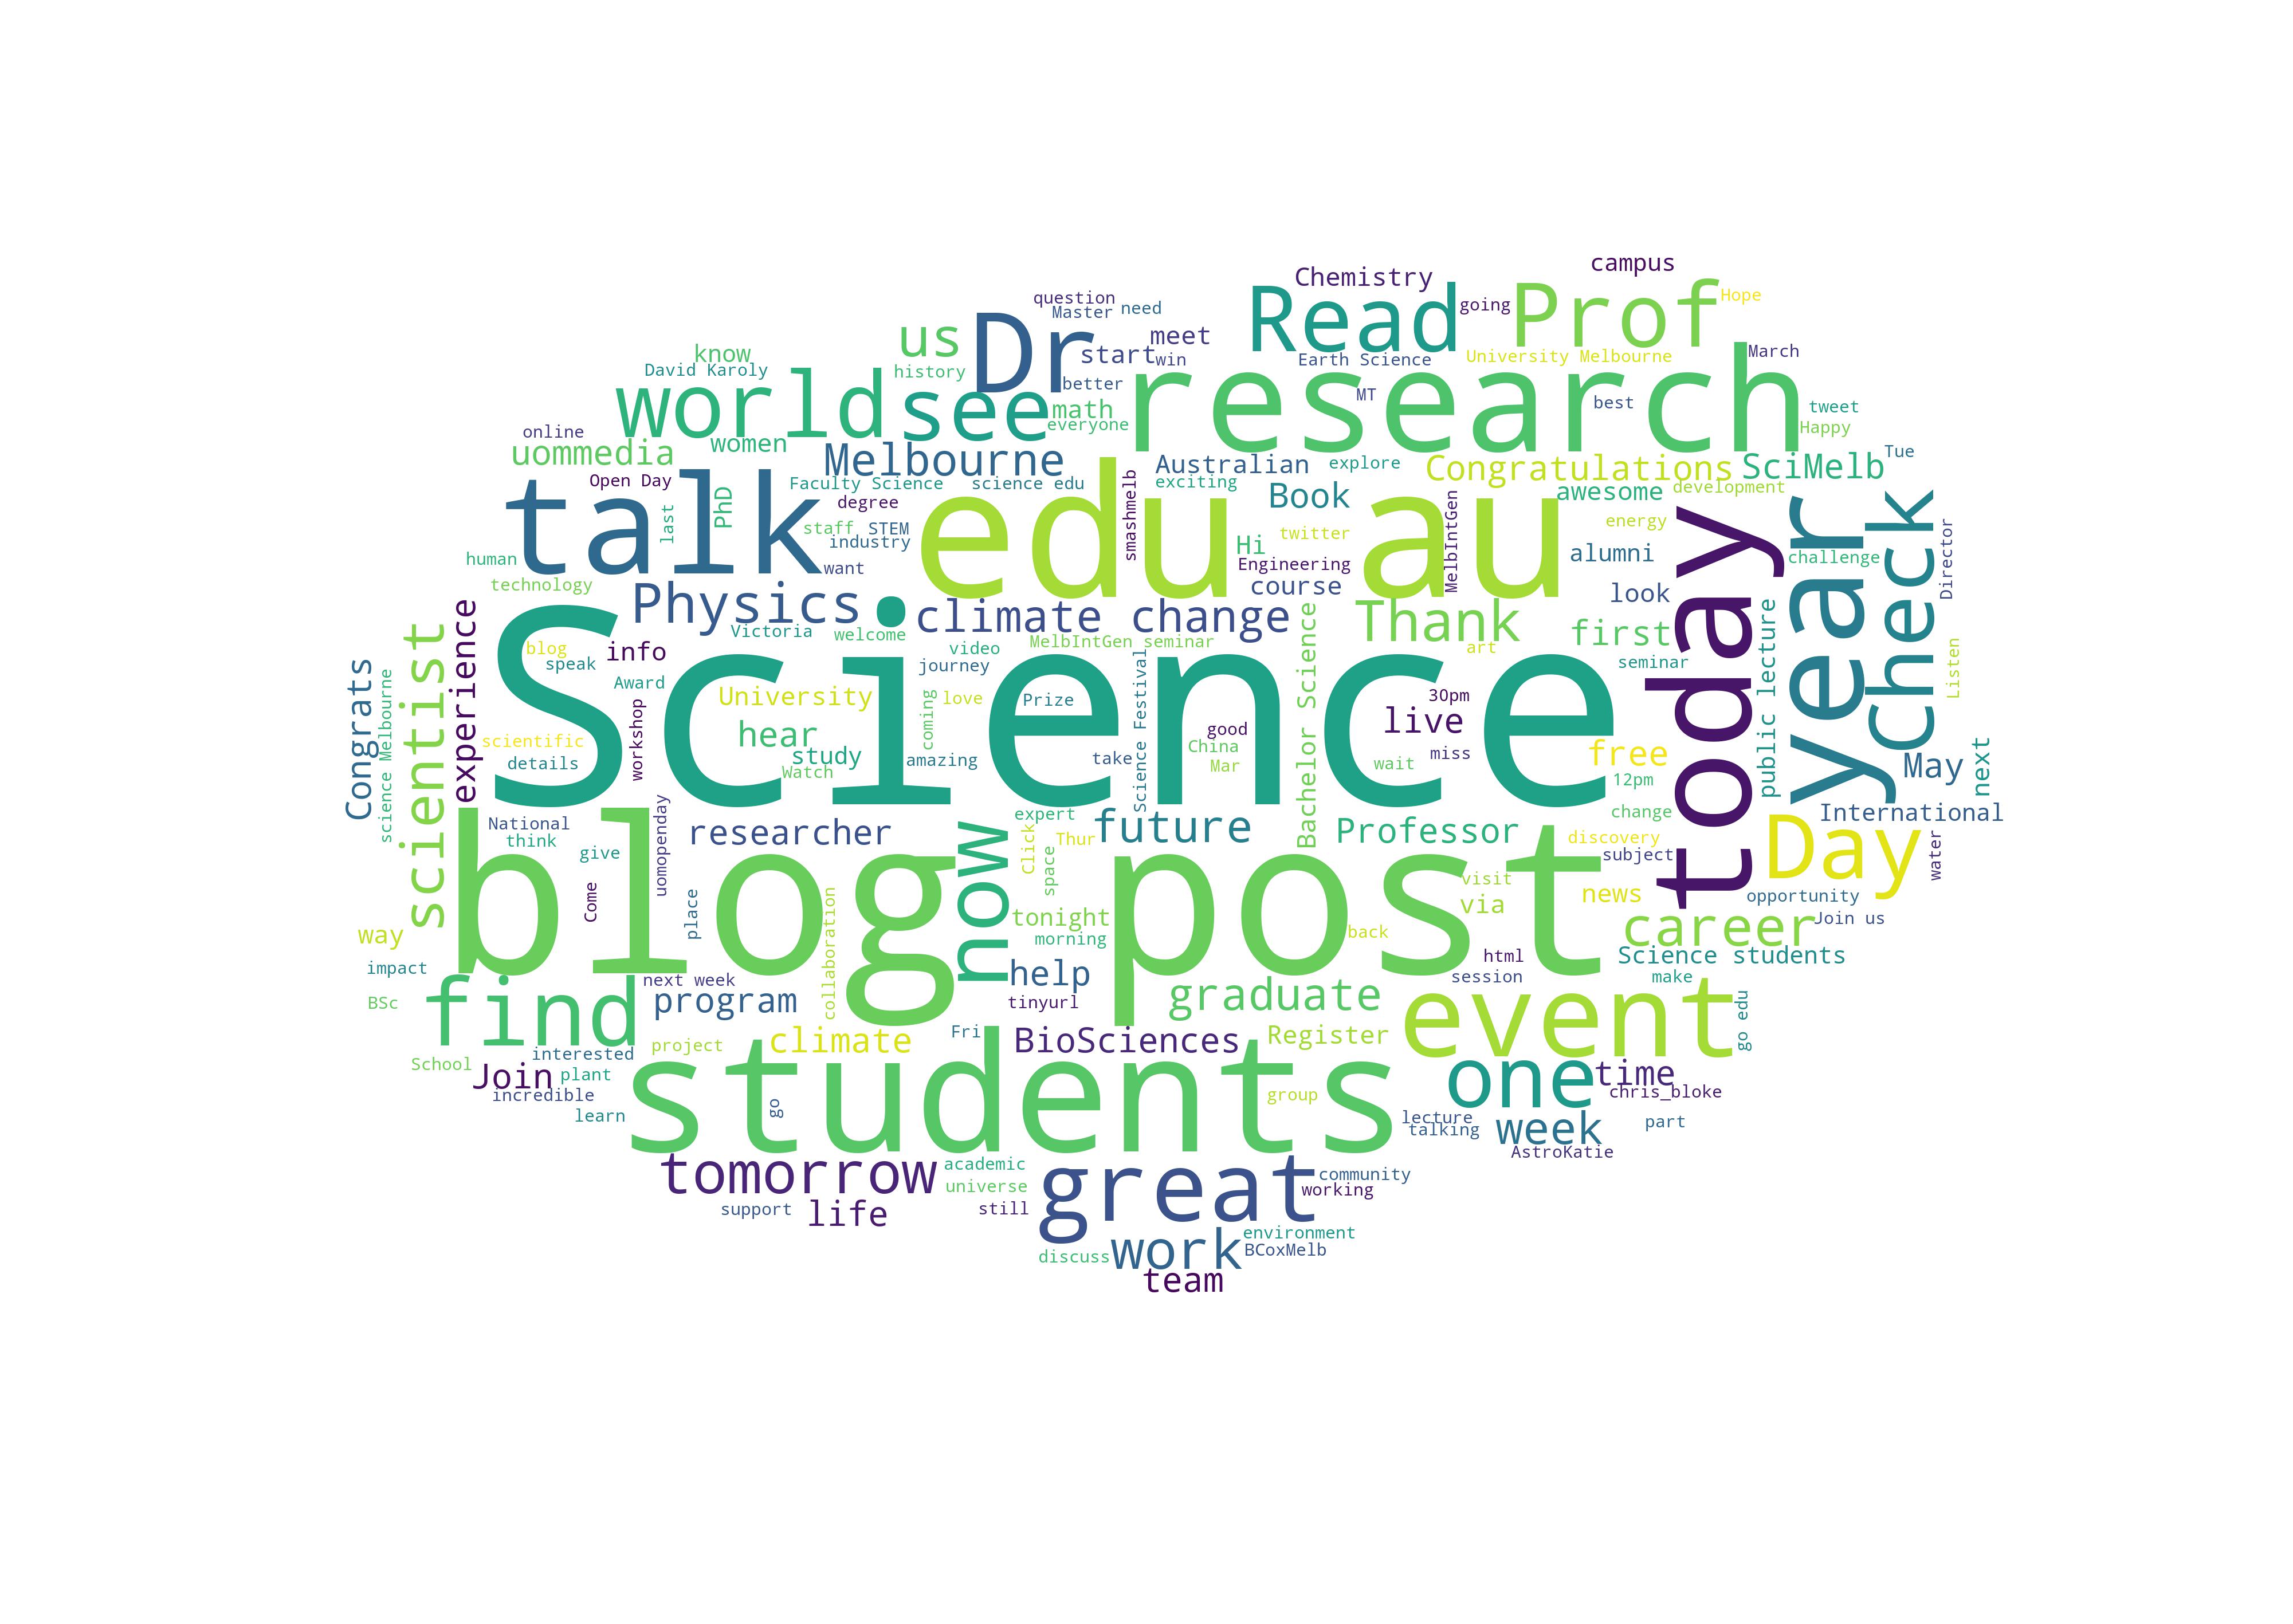 campus
Chemistry
question
Master
need
Read
going
Prof
Hope
us
Dr
start
meet
win
know
David Karoly
history
better
Earth Science
University Melbourne
March
world
see
math
everyone
research
MT
best
tweet
Happy
online
uommedia
women
Melbourne
Australian
explore
Congratulations
SciMelb
Tue
Open Day
talk
last
PhD
Faculty Science
science edu
degree
staff
STEM
industry
want
edu au
exciting
smashmelb
Book
Hi
twitter
Engineering
course
MelbIntGen
awesome
development
energy
alumni
look
today
year
Check
challenge
Director
human
technology
Physics
climate change
Thank
first
Victoria
welcome
video
journey
MelbIntGen seminar
art
seminar
public lecture
Listen
Congrats
science Melbourne
scientist
experience
blog
speak
info
Award
Science
University
coming
love
Prize
Science Festival
Bachelor Science
30pm
live
good
China
Mar
take
wait
miss
free
12pm
change
scientific
details
workshop
hear
study
Watch
amazing
May
next
International
National
think
give
uomopenday
researcher
now
expert
Click
Thur
space
future
Professor
discovery
subject
Day
water
blog post
Come
place
collaboration
tonight
morning
visit
via
back
news
opportunity
career
Join us
way
impact
BSc
find
next week
program
help
tinyurl
graduate
html
session
Science students
make
event
go edu
School
interested
Join
plant
incredible
learn
project
climate
Fri
BioSciences
Register
students
go
group
one
time
chris_bloke
lecture
talking
week
part
AstroKatie
tomorrow
academic
universe
support
life
still
great
community
working
work
environment
BCoxMelb
discuss
team